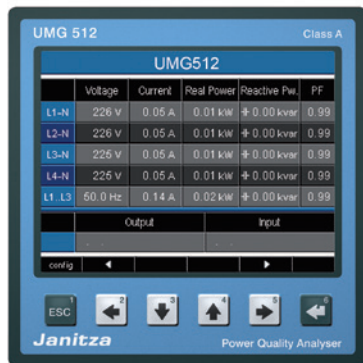 UMG 512 Class A
UMG512
Voltage Current Real Power Reactive Pw. PF
L1-N 226 V 0.05 A 0.01 kW 0.00 kvar 0.99
L2-N 226 V 0.05 A 0.01 kW 0.00 kvar 0.99
L3-N 225 V 0.05 A 0.01 kW 0.00 kvar 0.99
L4-N 225 V 0.05 A 0.01 kW 0.00 kvar 0.99
L1..L3 50.0 Hz 0.14 A 0.02 kW 0.00 kvar 0.99
Output Input
config
ESC 1 2 3 4 5 6
Janitza Power Quality Analyser